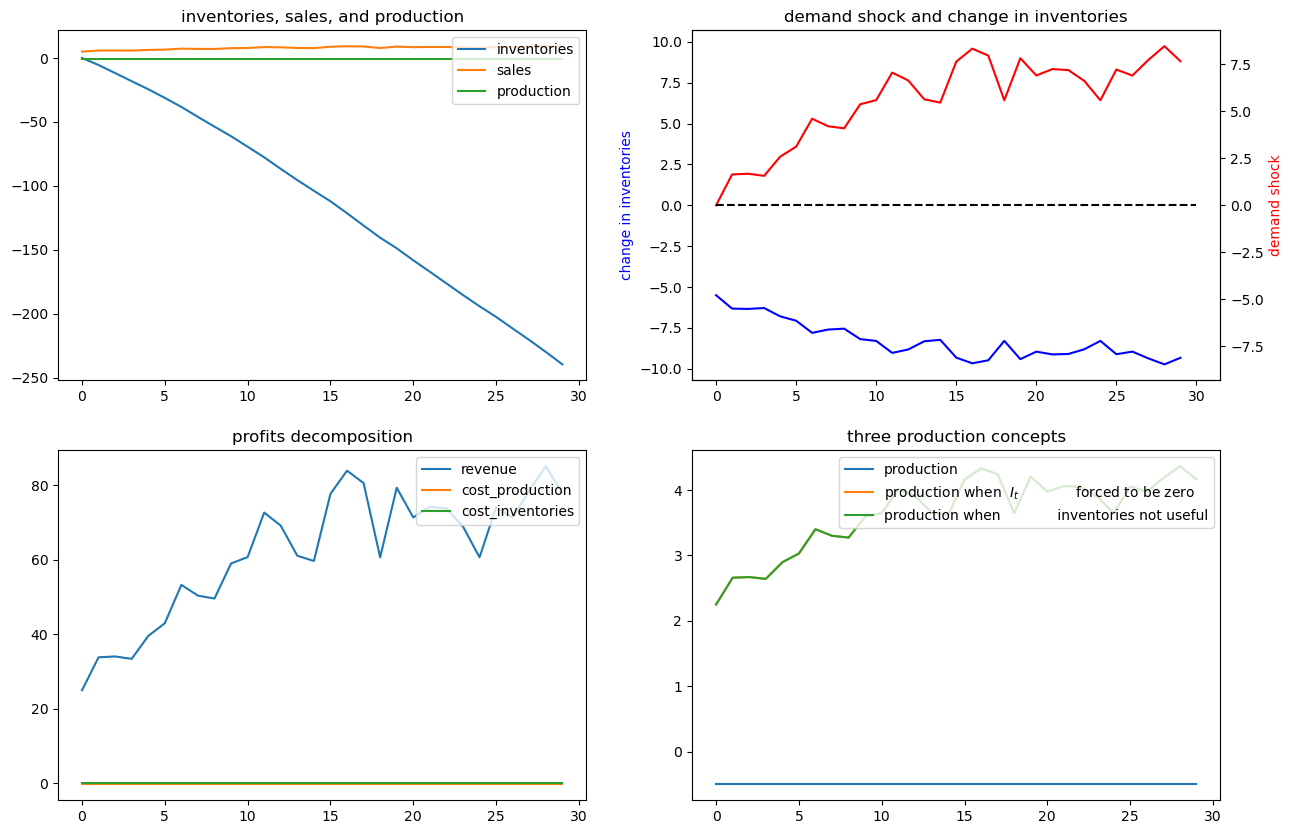 inventories, sales, and production
0
−50
−100
−150
−200
−250
0 5 10 15 20 25 30
inventories
sales
production
demand shock and change in inventories
change in inventories
10.0
7.5
5.0
2.5
0.0
−2.5
−5.0
−7.5
−10.0
0 5 10 15 20 25 30
7.5
5.0
2.5
0.0
−2.5
−5.0
−7.5
demand shock
profits decomposition
80
60
40
20
0
0 5 10 15 20 25 30
revenue
cost_production
cost_inventories
three production concepts
4
3
2
1
0
0 5 10 15 20 25 30
production
production when I_t forced to be zero
production when inventories not useful